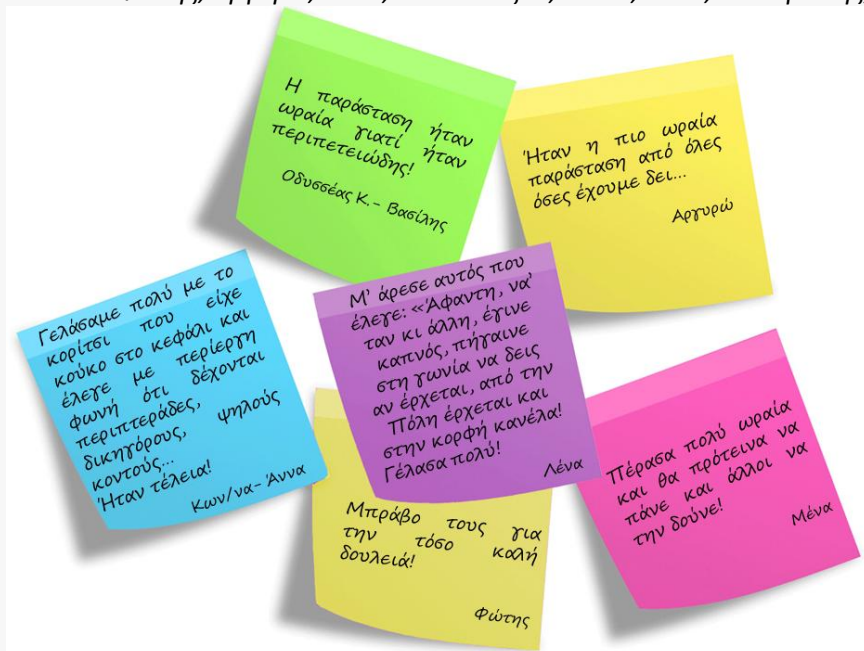 Η παράσταση ήταν
ωραία γιατί ήταν
περιπετειώδης!
Οδυσσέας Κ.- Βασίλης
Ήταν η πιο ωραία
παράσταση από όλες
όσες έχουμε δει...
Αργυρώ
Γελάσαμε πολύ με το
κορίτσι που είχε
κούκο στο κεφάλι και
έλεγε με περίεργη
φωνή ότι δέχονται
περιπτεράδες,
δικηγόρους, ψηλούς
κοντούς...
Ήταν τέλεια!
Κων/να- Άννα
Μ' άρεσε αυτός που
έλεγε: «Άφαντη, να'
ταν κι άλλη, έγινε
καπνός, πήγαινε
στη γωνία να δεις
αν έρχεται, από την
Πόλη έρχεται και
στην κορφή κανέλα!
Γέλασα πολύ!
Λένα
Πέρασα πολύ ωραία
και θα πρότεινα να
πάνε και άλλοι να
την δούνε!
Μένα
Μπράβο τους για
την τόσο καλή
δουλειά!
Φώτης